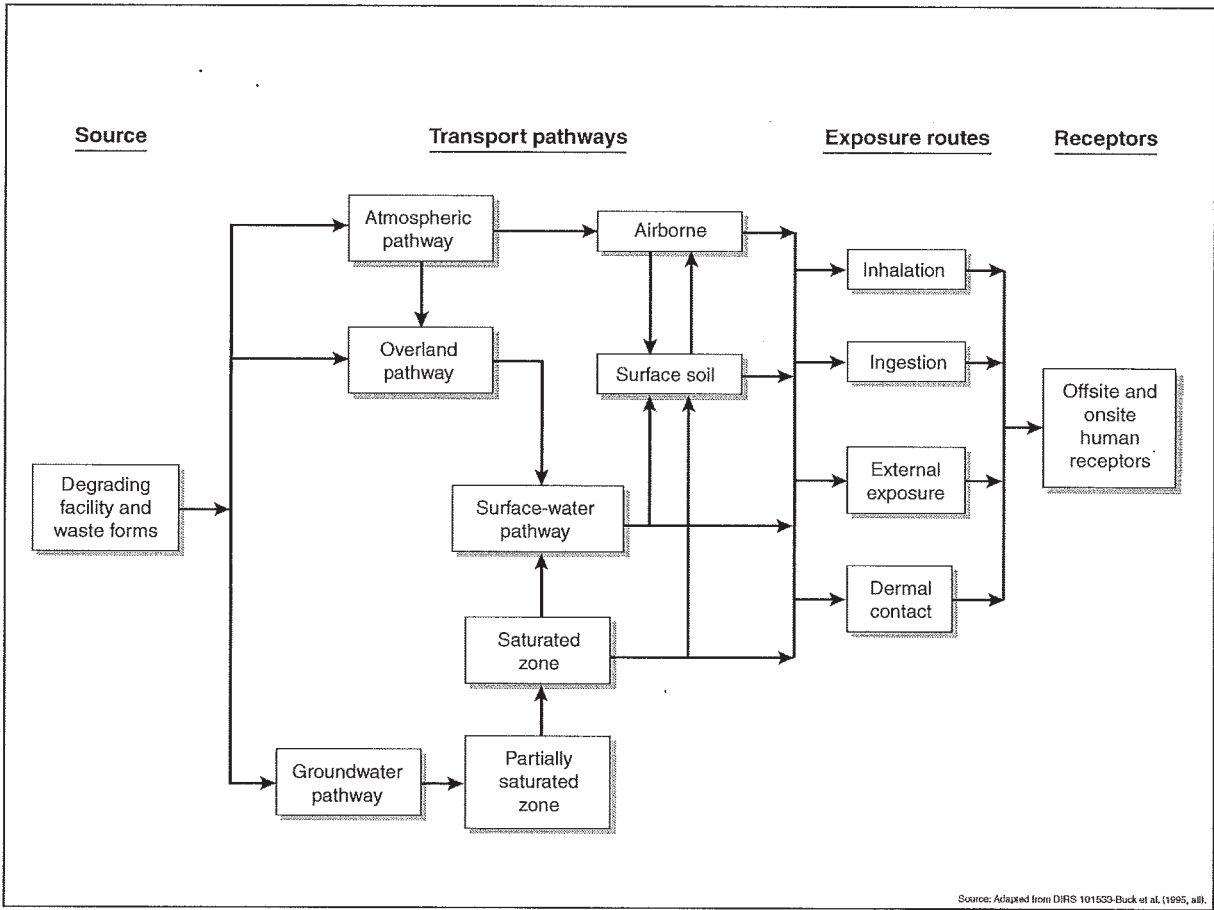 Source
Transport pathways
Exposure routes
Receptors
Atmospheric
pathway
Airborne
Inhalation
Overland
pathway
Surface soil
Ingestion
Offsite and
onsite
human
receptors
Degrading
facility and
waste forms
Surface-water
pathway
External
exposure
Dermal
contact
Saturated
zone
Groundwater
pathway
Partially
saturated
zone
Source: Adapted from DIRS 101533-Buck et al. (1995, all).